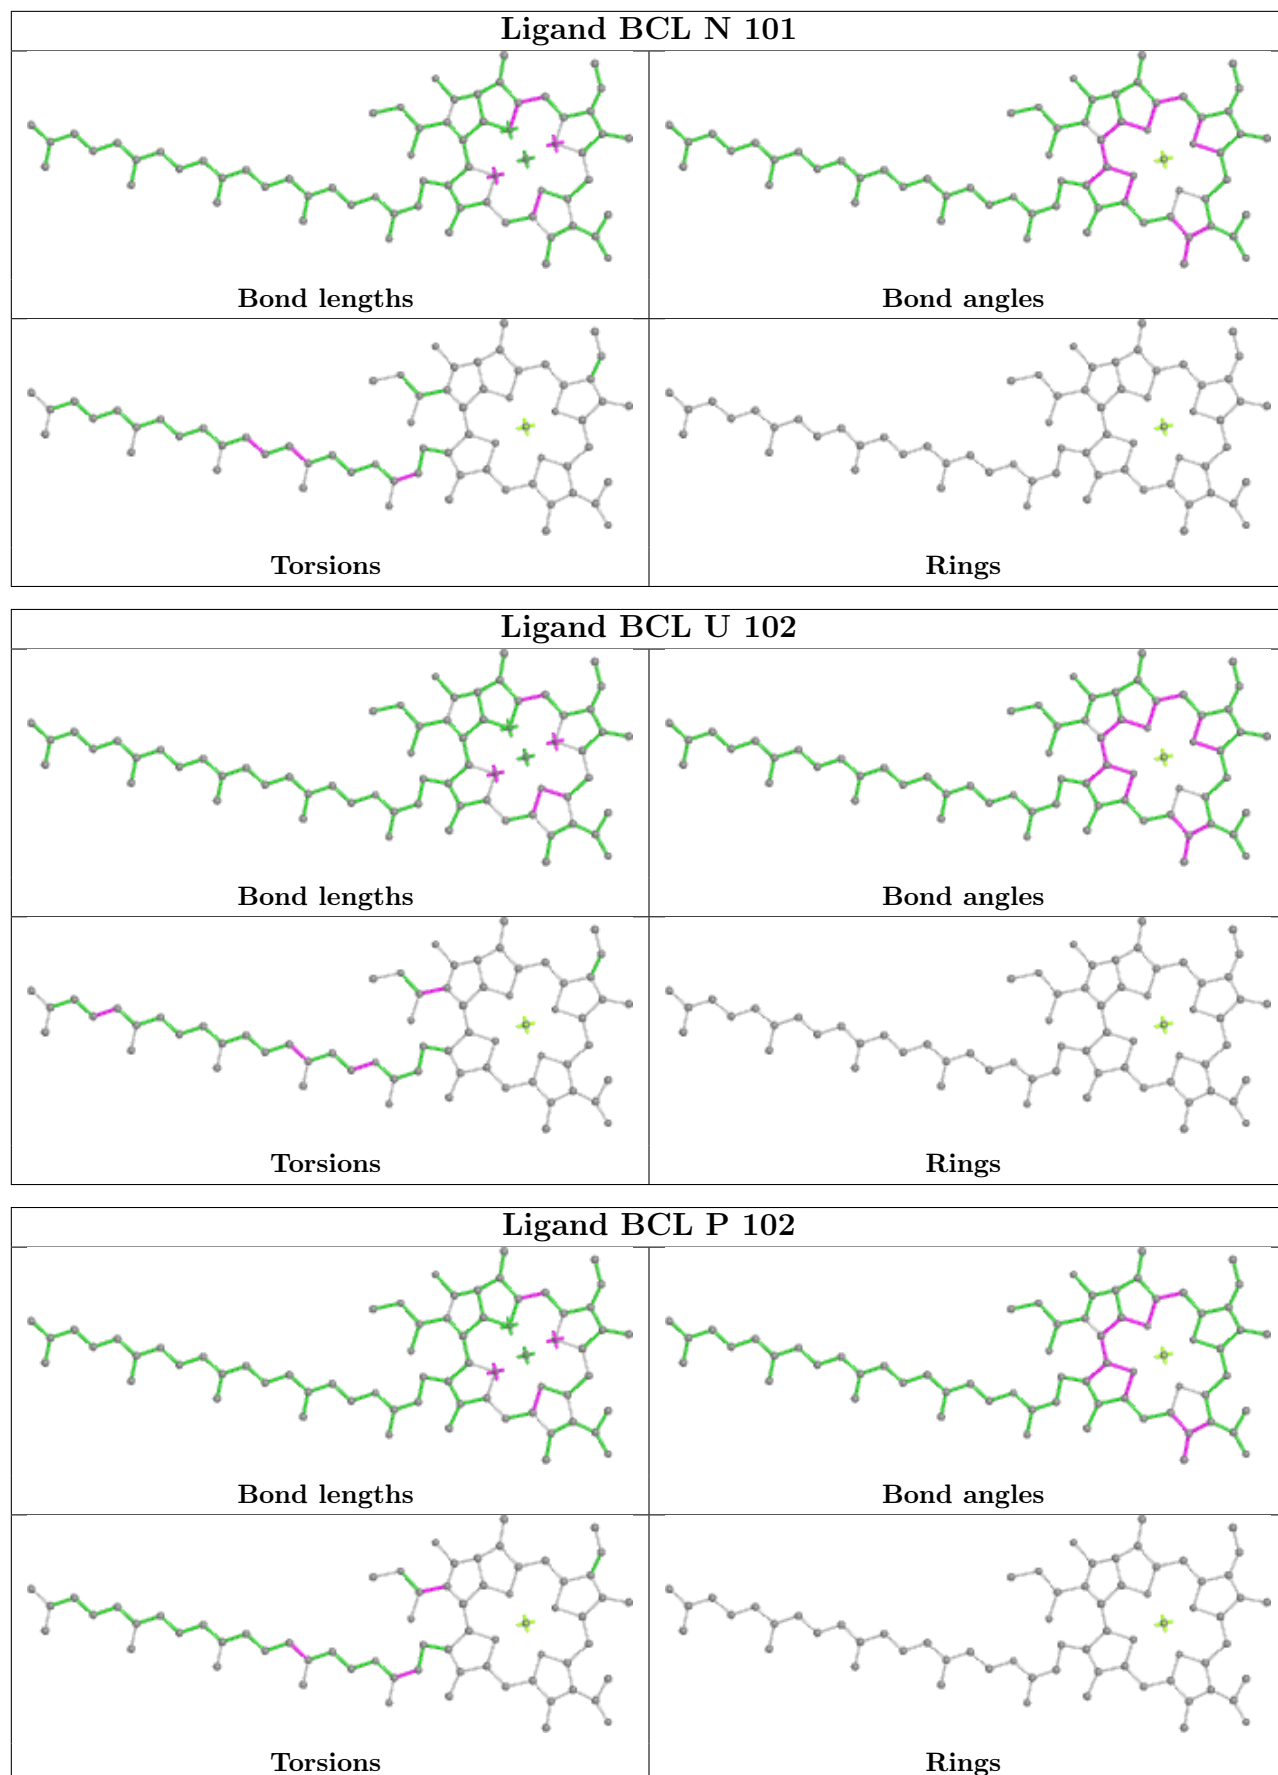 Ligand BCL N 101
Bond lengths
Bond angles
Torsions
Rings
Ligand BCL U 102
Bond lengths
Bond angles
Torsions
Rings
Ligand BCL P 102
Bond lengths
Bond angles
Torsions
Rings